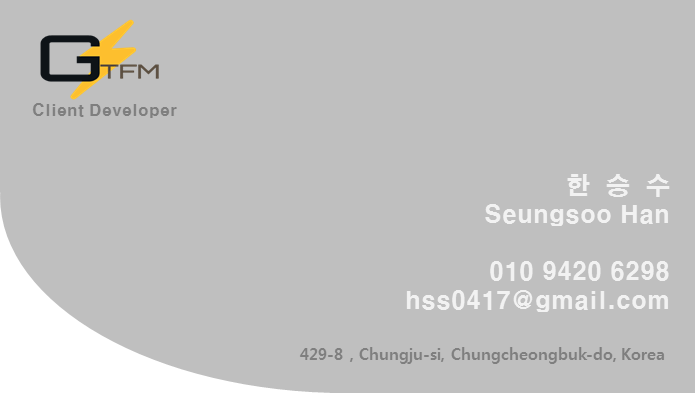 GTFM
Client Developer
한 승 수
Seungsoo Han
010 9420 6298
hss0417@gmail.com
429-8 , Chungju-si, Chungcheongbuk-do, Korea